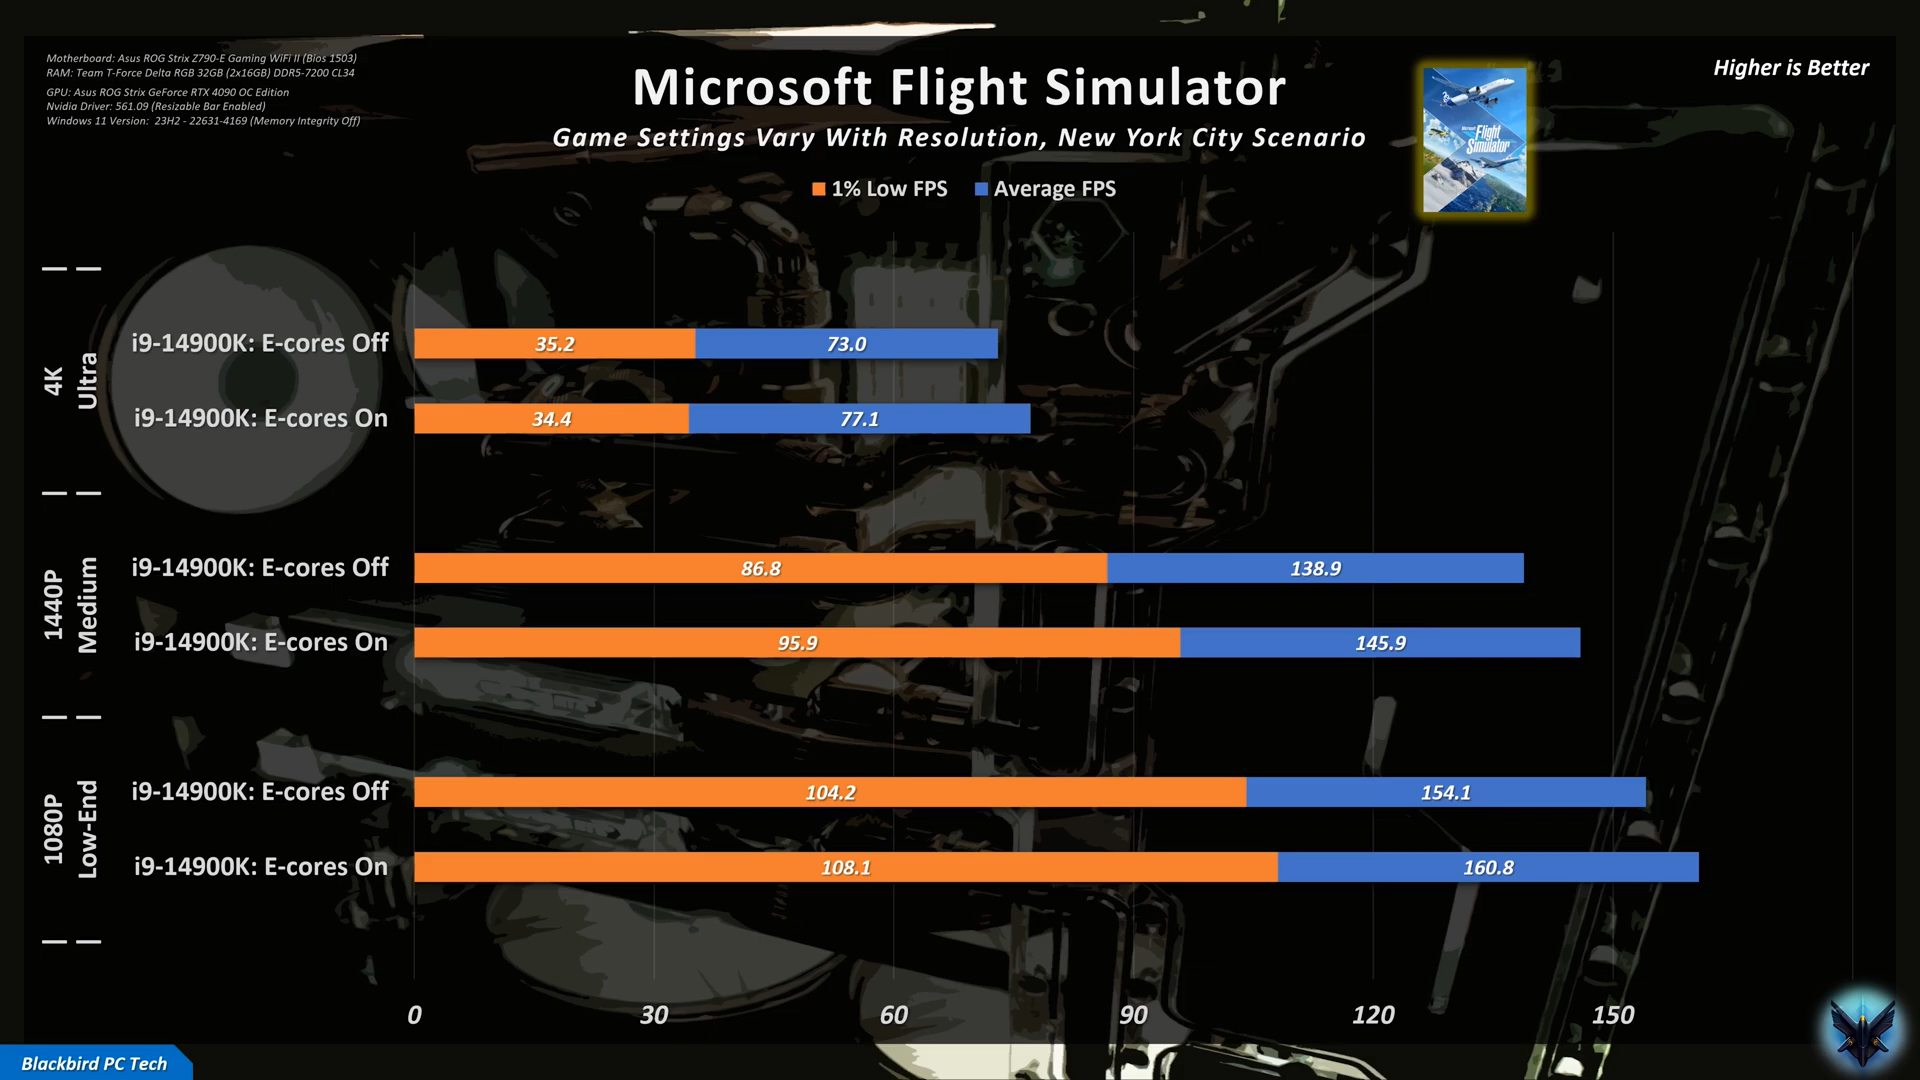 Motherboard: Asus ROG Strix Z790-E Gaming WiFi II (Bios 1503)
RAM: Team T-Force Delta RGB 32GB (2x16GB) DDR5-7200 CL34
GPU: Asus ROG Strix GeForce RTX 4090 OC Edition
Nvidia Driver: 561.09 (Resizable Bar Enabled)
Windows 11 Version: 23H2 - 22631-4169 (Memory Integrity Off)
Microsoft Flight Simulator
Game Settings Vary With Resolution, New York City Scenario
Higher is Better
Microsoft
Flight
Simulator
1% Low FPS
Average FPS
4K
Ultra
i9-14900K: E-cores Off
35.2
73.0
i9-14900K: E-cores On
34.4
77.1
1440P
Medium
i9-14900K: E-cores Off
86.8
138.9
i9-14900K: E-cores On
95.9
145.9
1080P
Low-End
i9-14900K: E-cores Off
104.2
154.1
i9-14900K: E-cores On
108.1
160.8
0
30
60
90
120
150
Blackbird PC Tech